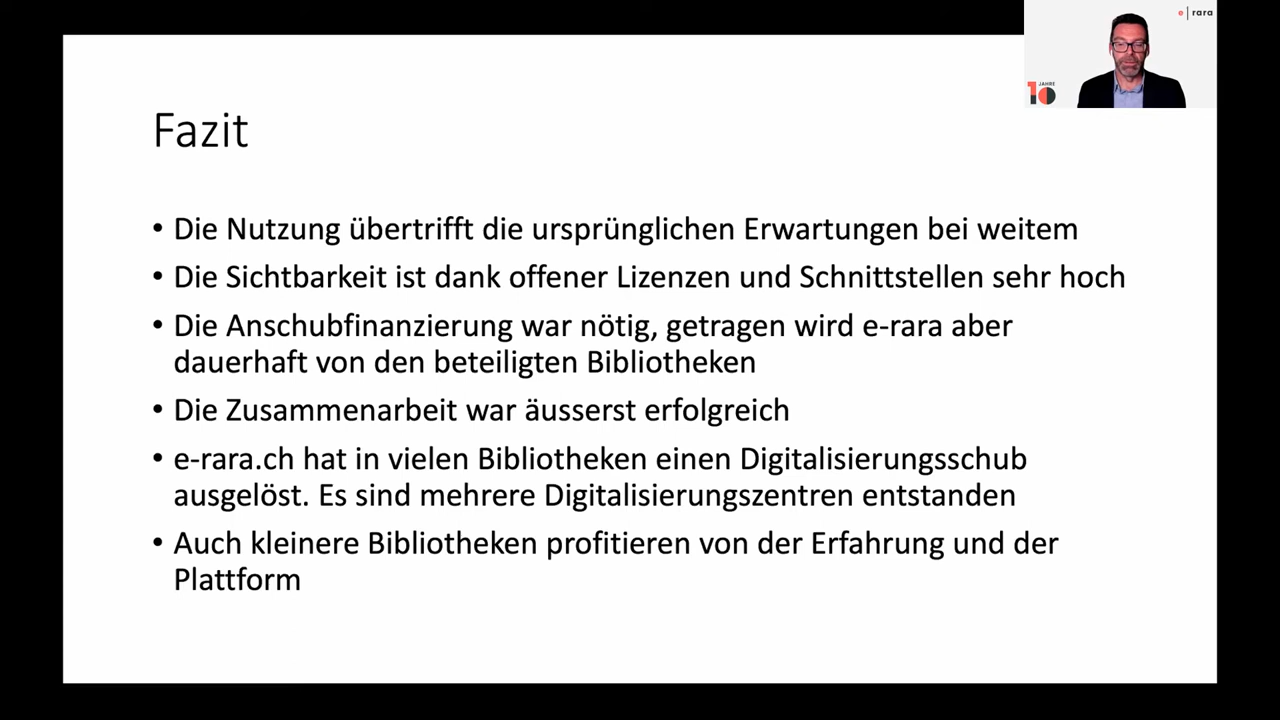 e | rara
10 JAHRE
Fazit
• Die Nutzung übertrifft die ursprünglichen Erwartungen bei weitem
• Die Sichtbarkeit ist dank offener Lizenzen und Schnittstellen sehr hoch
• Die Anschubfinanzierung war nötig, getragen wird e-rara aber
dauerhaft von den beteiligten Bibliotheken
• Die Zusammenarbeit war äusserst erfolgreich
• e-rara.ch hat in vielen Bibliotheken einen Digitalisierungsschub
ausgelöst. Es sind mehrere Digitalisierungszentren entstanden
• Auch kleinere Bibliotheken profitieren von der Erfahrung und der
Plattform